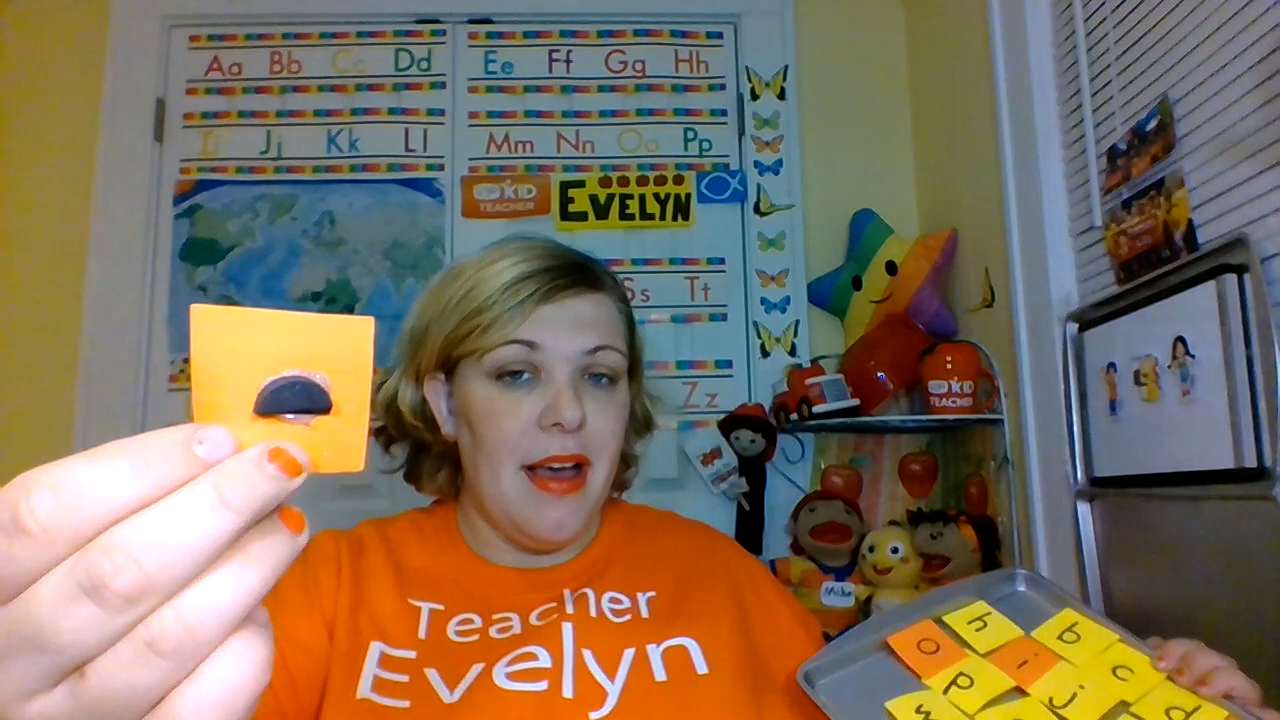 Aa Bb Cc Dd Ee Ff Gg Hh
Ii Jj Kk Ll Mm Nn Oo Pp
KID
TEACHER
EVELYN
Ss Tt
Zz
KID
TEACHER
Mike
Teacher
Evelyn
h b
o i c
p j d
w